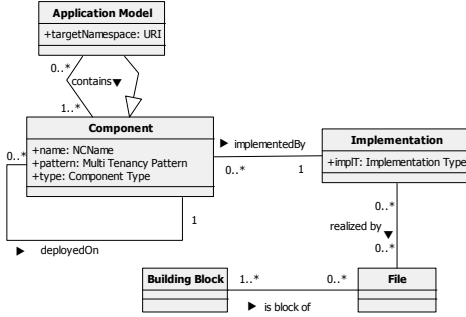 Application Model
+targetNamespace: URI
0..*
contains ▼
1..*
Component
+name: NCName
+pattern: Multi Tenancy Pattern
+type: Component Type
0..*
▶ implementedBy
0..*
1
Implementation
+implT: Implementation Type
1
▶ deployedOn
0..*
realized by ▼
0..*
Building Block
1..*
0..*
▶ is block of
File